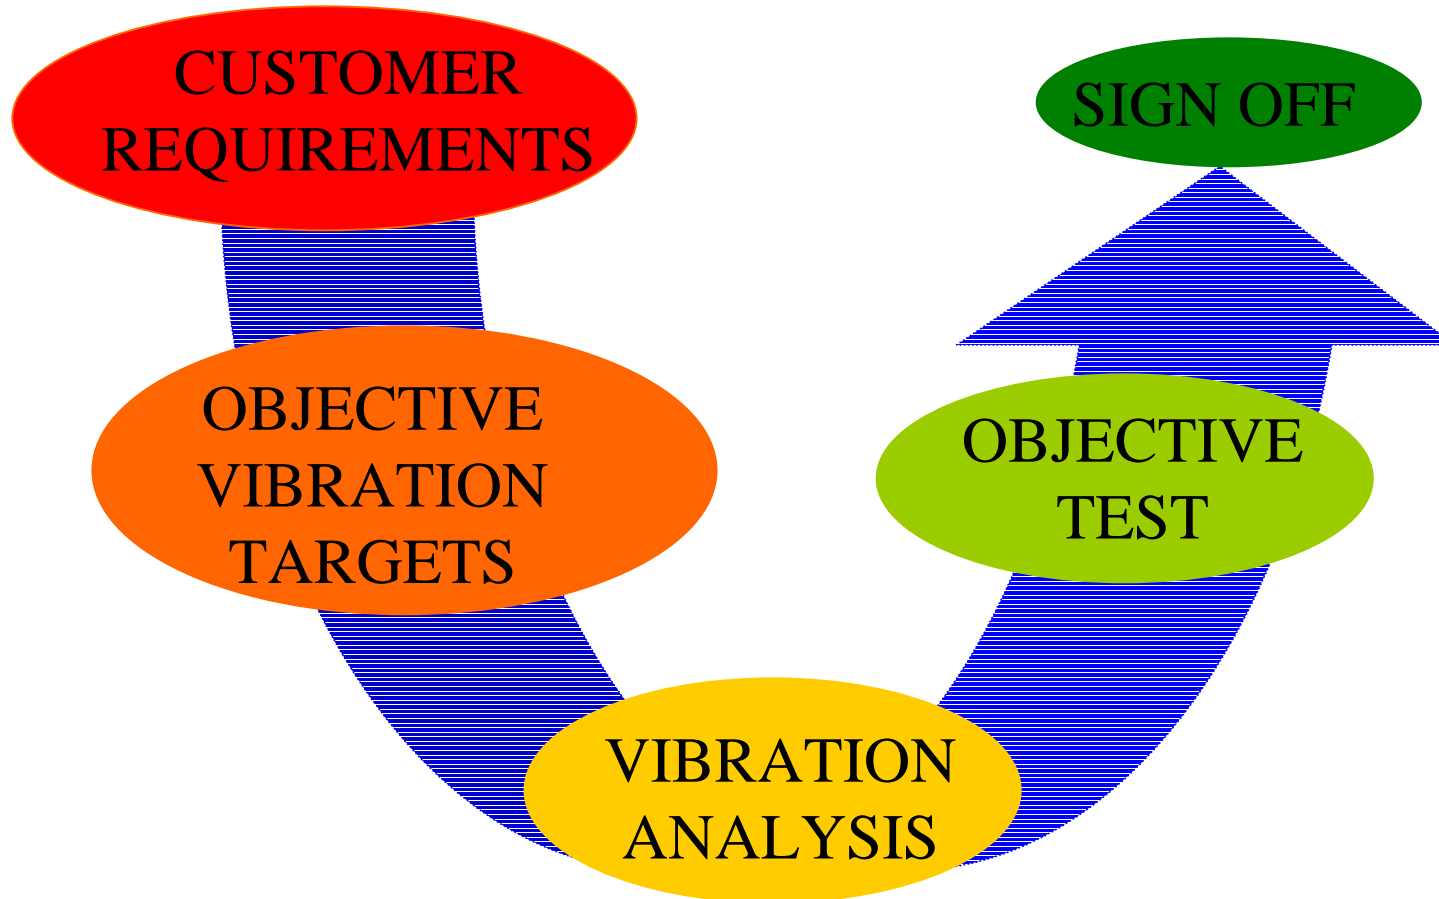 CUSTOMER
REQUIREMENTS
OBJECTIVE
VIBRATION
TARGETS
VIBRATION
ANALYSIS
OBJECTIVE
TEST
SIGN OFF